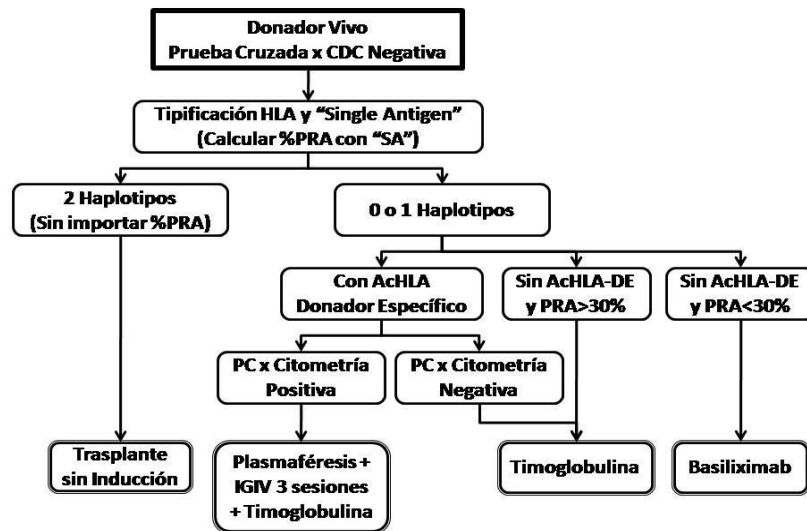 Donador Vivo
Prueba Cruzada x CDC Negativa
Tipificación HLA y “Single Antigen”
(Calcular %PRA con “SA”)
2 Haplotipos
(Sin importar %PRA)
0 o 1 Haplotipos
Con AcHLA
Donador Específico
Sin AcHLA-DE
y PRA>30%
Sin AcHLA-DE
y PRA<30%
PC x Citometría
Positiva
PC x Citometría
Negativa
Trasplante
sin Inducción
Plasmaféresis +
IGIV 3 sesiones
+ Timoglobulina
Timoglobulina
Basiliximab